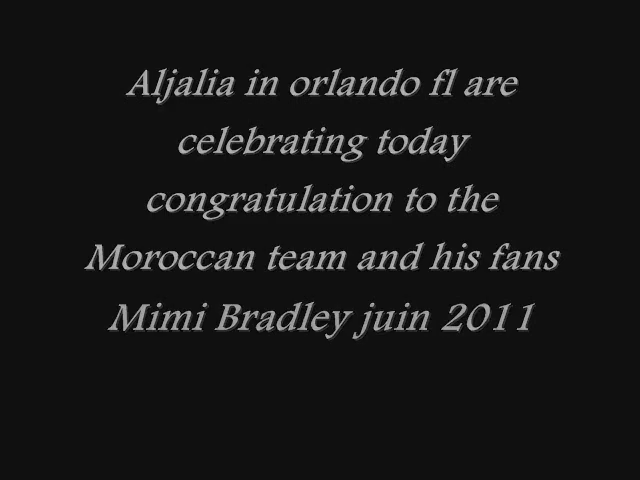 Aljalia in orlando fl are
celebrating today
congratulation to the
Moroccan team and his fans
Mimi Bradley juin 2011